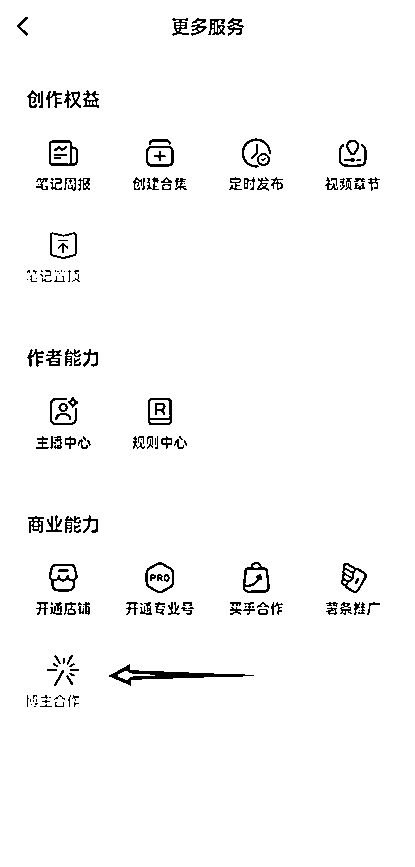 更多服务
创作权益
笔记周报 创建合集 定时发布 视频章节
笔记置顶
作者能力
主播中心 规则中心
商业能力
开通店铺 PRO 开通专业号 买手合作 薯条推广
博主合作